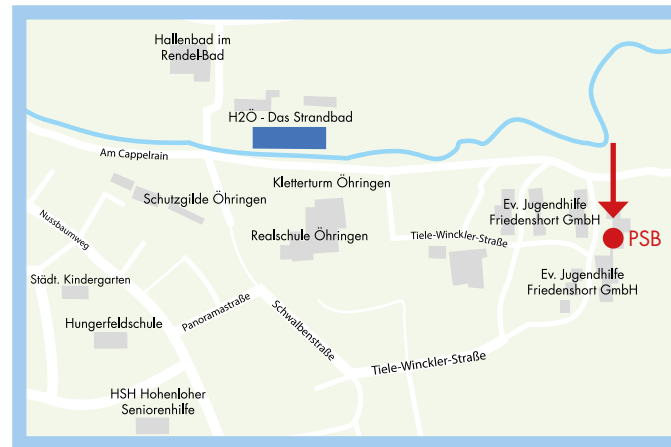 Hallenbad im
Rendel-Bad
H2Ö - Das Strandbad
Am Cappelrain
Kletterturm Öhringen
Schutzgilde Öhringen
Ev. Jugendhilfe
Friedenshort GmbH
Nussbaumweg
Realschule Öhringen
Tiele-Winckler-Straße
PSB
Städt. Kindergarten
Ev. Jugendhilfe
Friedenshort GmbH
Panoramastraße
Schwalbenstraße
Hungerfeldschule
Tiele-Winckler-Straße
HSH Hohenloher
Seniorenhilfe